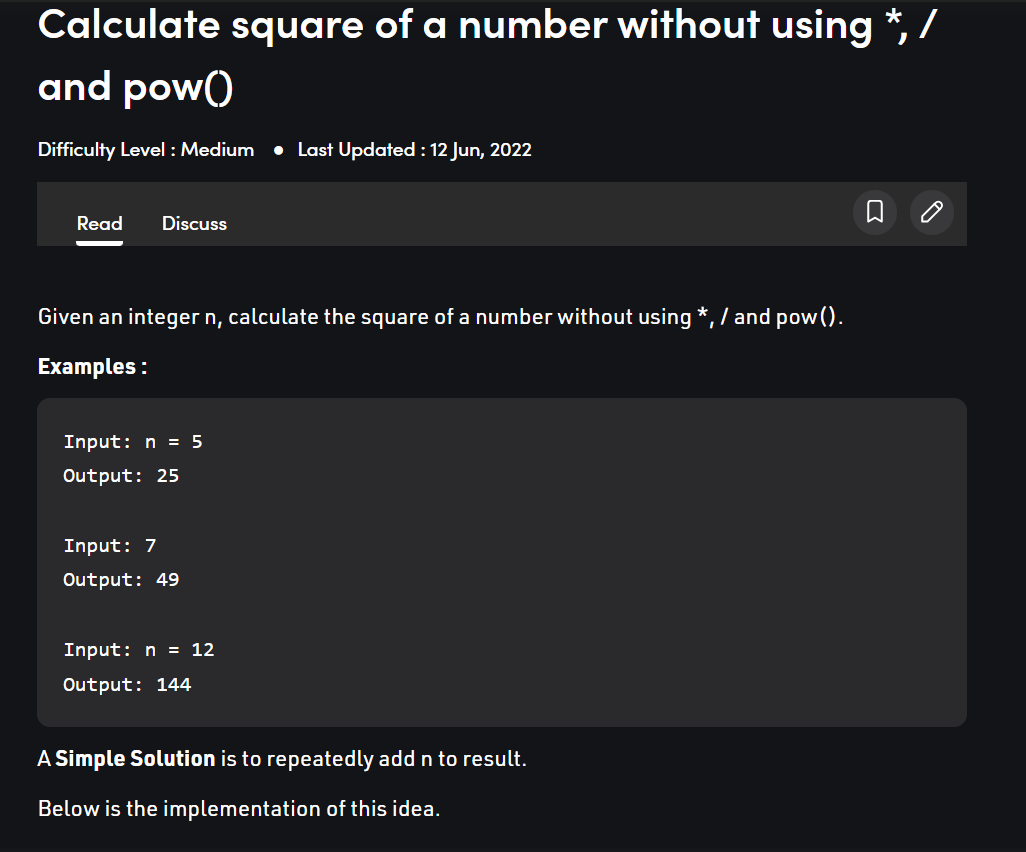 Calculate square of a number without using *, /
and pow()
Difficulty Level : Medium ● Last Updated : 12 Jun, 2022
Read Discuss
Given an integer n, calculate the square of a number without using *, / and pow().
Examples :
Input: n = 5
Output: 25
Input: 7
Output: 49
Input: n = 12
Output: 144
A Simple Solution is to repeatedly add n to result.
Below is the implementation of this idea.